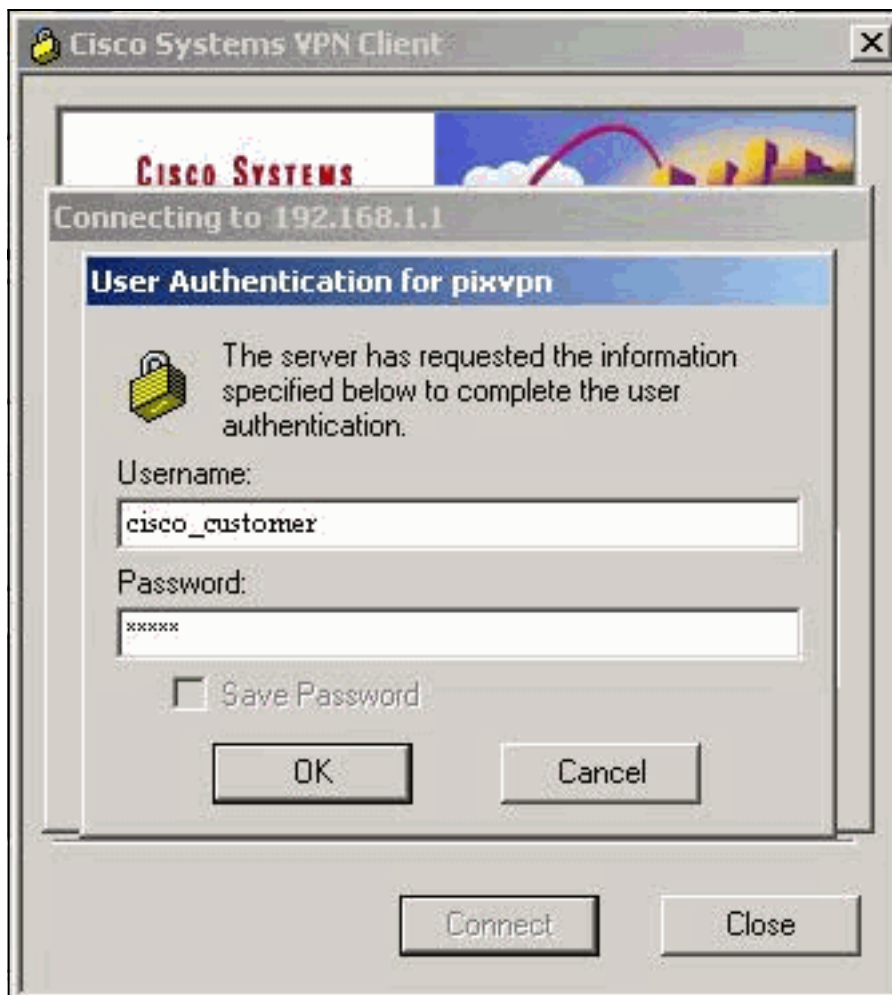 Cisco Systems VPN Client
CISCO SYSTEMS
Connecting to 192.168.1.1
User Authentication for pixvpn
The server has requested the information
specified below to complete the user
authentication.
Username:
cisco_customer
Password:
*****
Save Password
OK
Cancel
Connect
Close